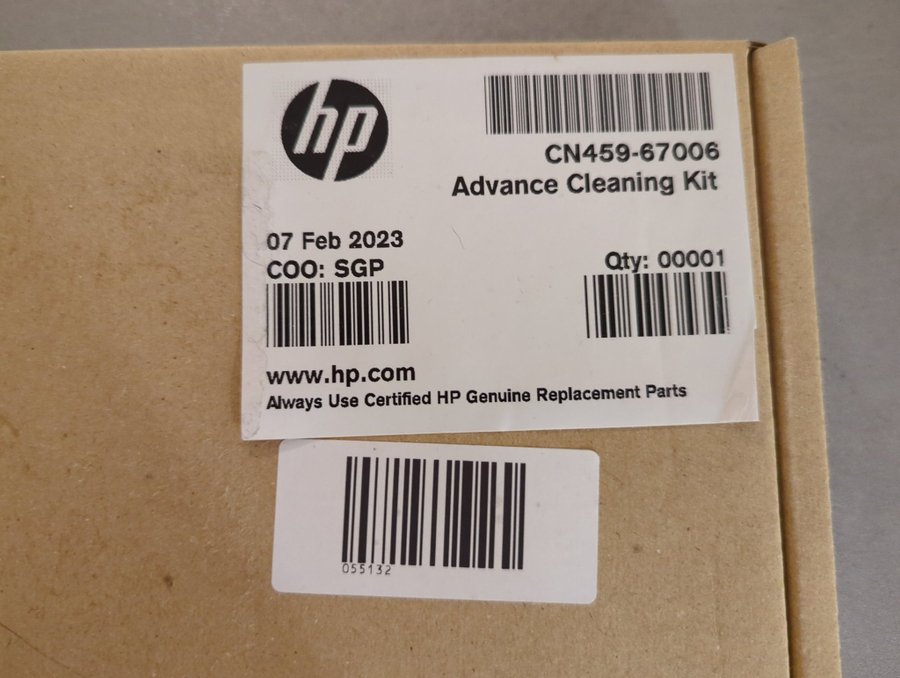 hp
CN459-67006
Advance Cleaning Kit
07 Feb 2023
COO: SGP
Qty: 00001
www.hp.com
Always Use Certified HP Genuine Replacement Parts
055132